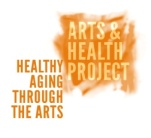 ARTS &
HEALTH
PROJECT
HEALTHY
AGING
THROUGH
THE ARTS